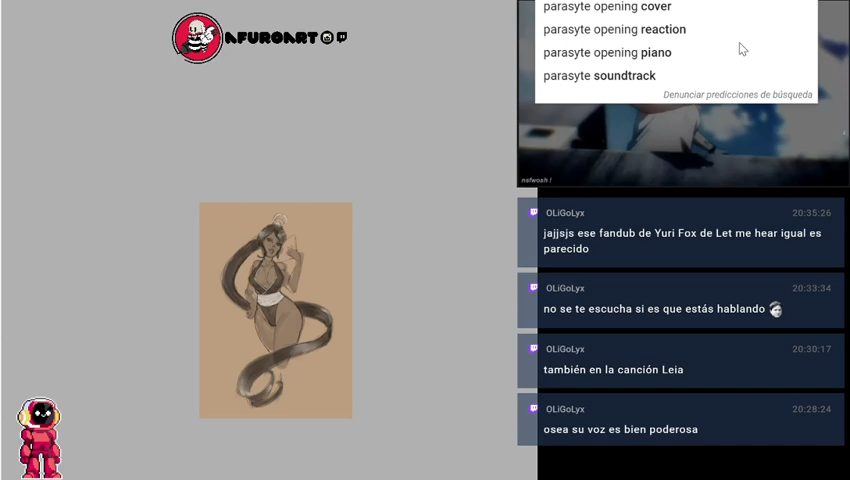 AFUROART
parasyte opening cover
parasyte opening reaction
parasyte opening piano
parasyte soundtrack
Denunciar predicciones de búsqueda
nsfwosh !
OLiGoLyx 20:35:26
jajjsjs ese fandub de Yuri Fox de Let me hear igual es
parecido
OLiGoLyx 20:33:34
no se te escucha si es que estás hablando
OLiGoLyx 20:30:17
también en la canción Leia
OLiGoLyx 20:28:24
osea su voz es bien poderosa